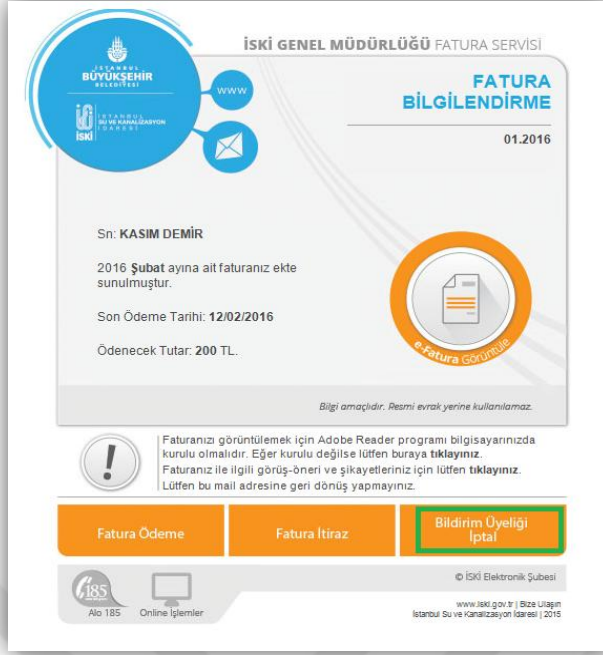 İSKİ GENEL MÜDÜRLÜĞÜ FATURA SERVİSİ
İSTANBUL
BÜYÜKŞEHİR
BELEDİYESİ
www
İSKİ
İSTANBUL
SU VE KANALİZASYON
İDARESİ
FATURA
BİLGİLENDİRME
01.2016
Sn: KASIM DEMİR
2016 Şubat ayına ait faturanız ekte
sunulmuştur.
Son Ödeme Tarihi: 12/02/2016
Ödenecek Tutar: 200 TL.
e-Fatura Görüntüle
Bilgi amaçlıdır. Resmi evrak yerine kullanılamaz.
Faturanızı görüntülemek için Adobe Reader programı bilgisayarınızda
kurulu olmalıdır. Eğer kurulu değilse lütfen buraya tıklayınız.
Faturanız ile ilgili görüş-öneri ve şikayetleriniz için lütfen tıklayınız.
Lütfen bu mail adresine geri dönüş yapmayınız.
Fatura Ödeme
Fatura İtiraz
Bildirim Üyeliği
İptal
185
Alo 185
Online İşlemler
© İSKİ Elektronik Şubesi
www.iski.gov.tr | Bize Ulaşın
İstanbul Su ve Kanalizasyon İdaresi | 2015